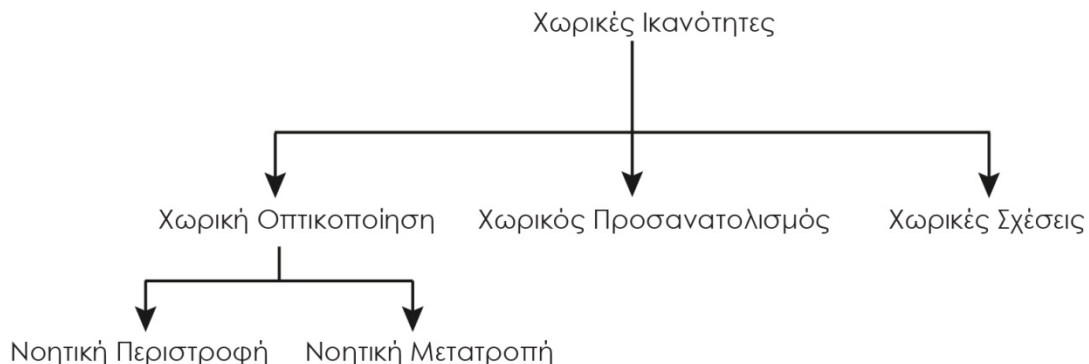 Χωρικές Ικανότητες
Χωρική Οπτικοποίηση Χωρικός Προσανατολισμός Χωρικές Σχέσεις
Νοητική Περιστροφή Νοητική Μετατροπή